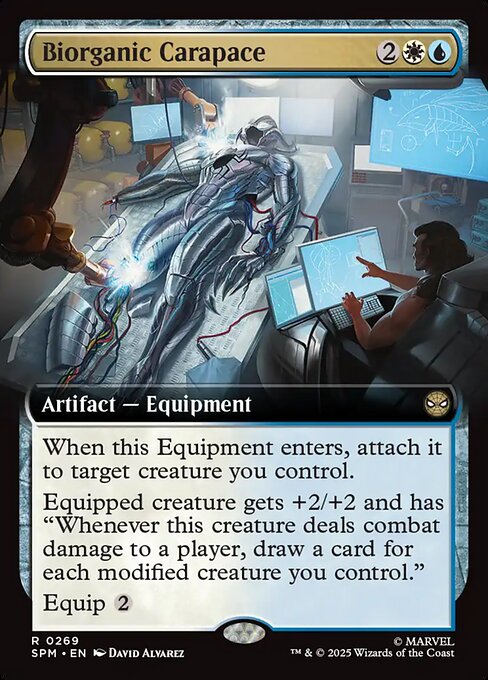 Biorganic Carapace 2
Artifact — Equipment
When this Equipment enters, attach it
to target creature you control.
Equipped creature gets +2/+2 and has
“Whenever this creature deals combat
damage to a player, draw a card for
each modified creature you control.”
Equip 2
R 0269
SPM • EN David Alvarez
© MARVEL
™ & © 2025 Wizards of the Coast